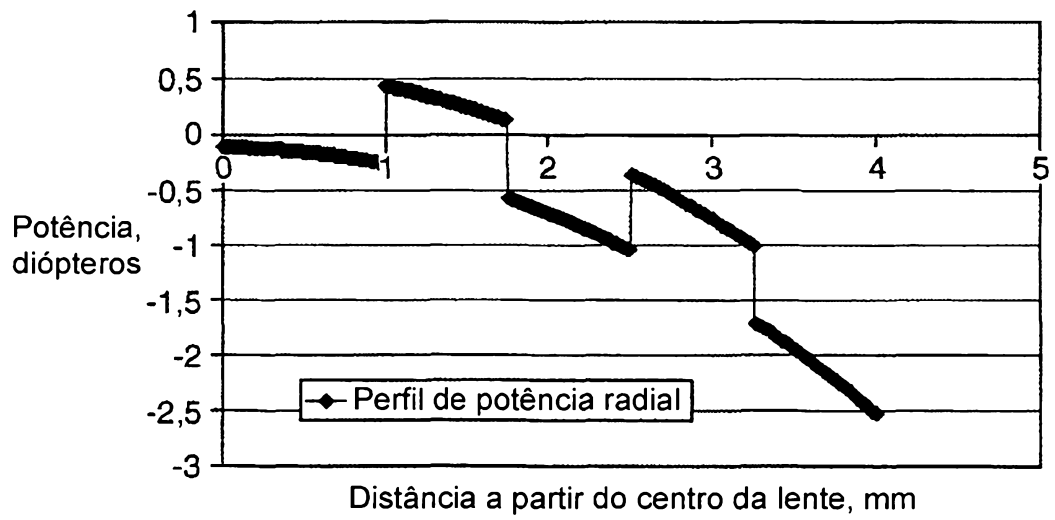 1
0,5
0
-0,5
-1
-1,5
-2
-2,5
-3
0 1 2 3 4 5
Potência,
diópteros
Perfil de potência radial
Distância a partir do centro da lente, mm